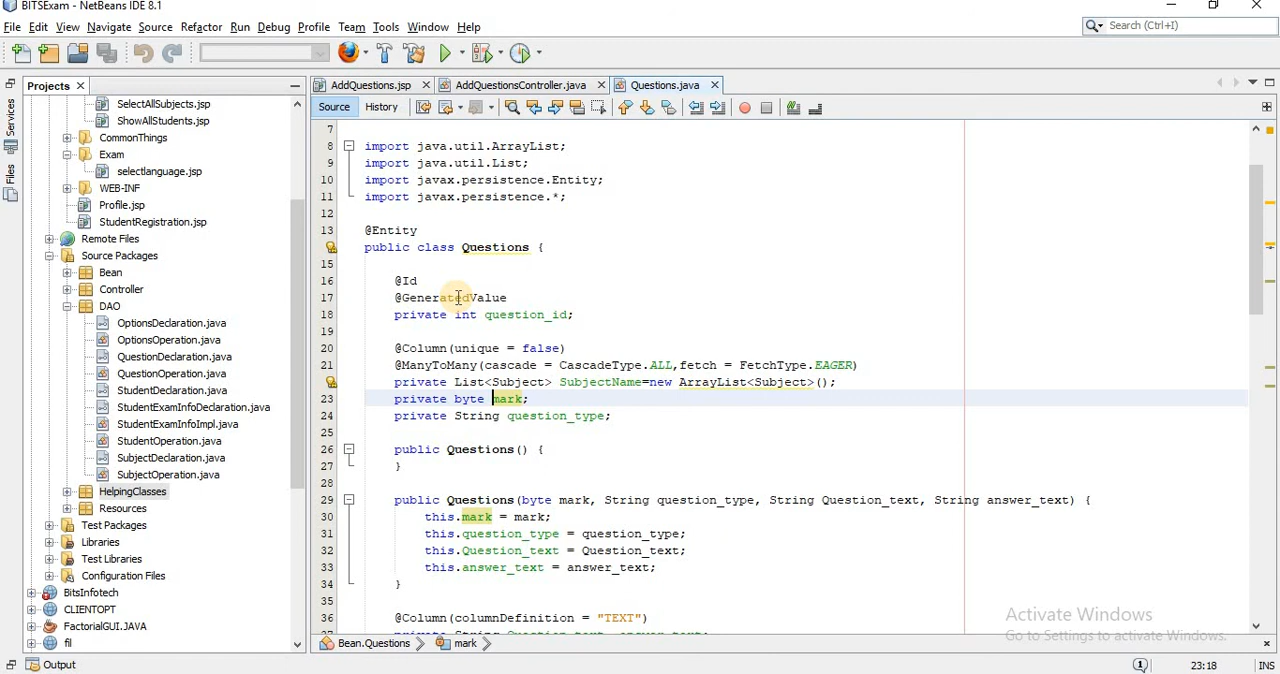 BITSExam - NetBeans IDE 8.1
File Edit View Navigate Source Refactor Run Debug Profile Team Tools Window Help
Search (Ctrl+I)
Projects
AddQuestions.jsp
AddQuestionsController.java
Questions.java
Source
History
Services
Files
SelectAllSubjects.jsp
ShowAllStudents.jsp
CommonThings
Exam
selectlanguage.jsp
WEB-INF
Profile.jsp
StudentRegistration.jsp
Remote Files
Source Packages
Bean
Controller
DAO
OptionsDeclaration.java
OptionsOperation.java
QuestionDeclaration.java
QuestionOperation.java
StudentDeclaration.java
StudentExamInfoDeclaration.java
StudentExamInfoImpl.java
StudentOperation.java
SubjectDeclaration.java
SubjectOperation.java
HelpingClasses
Resources
Test Packages
Libraries
Test Libraries
Configuration Files
BitsInfotech
CLIENTOPT
FactorialGUI.JAVA
fil
7
8 import java.util.ArrayList;
9 import java.util.List;
10 import javax.persistence.Entity;
11 import javax.persistence.*;
12
13 @Entity
public class Questions {
15
16 @Id
17 @GeneratedValue
18 private int question_id;
19
20 @Column(unique = false)
21 @ManyToMany(cascade = CascadeType.ALL,fetch = FetchType.EAGER)
private List<Subject> SubjectName=new ArrayList<Subject>();
23 private byte mark;
24 private String question_type;
25
26 public Questions() {
27 }
28
29 public Questions(byte mark, String question_type, String Question_text, String answer_text) {
30 this.mark = mark;
31 this.question_type = question_type;
32 this.Question_text = Question_text;
33 this.answer_text = answer_text;
34 }
35
36 @Column(columnDefinition = "TEXT")
Activate Windows
Go to Settings to activate Windows.
Bean.Questions
mark
Output
1
23:18
INS